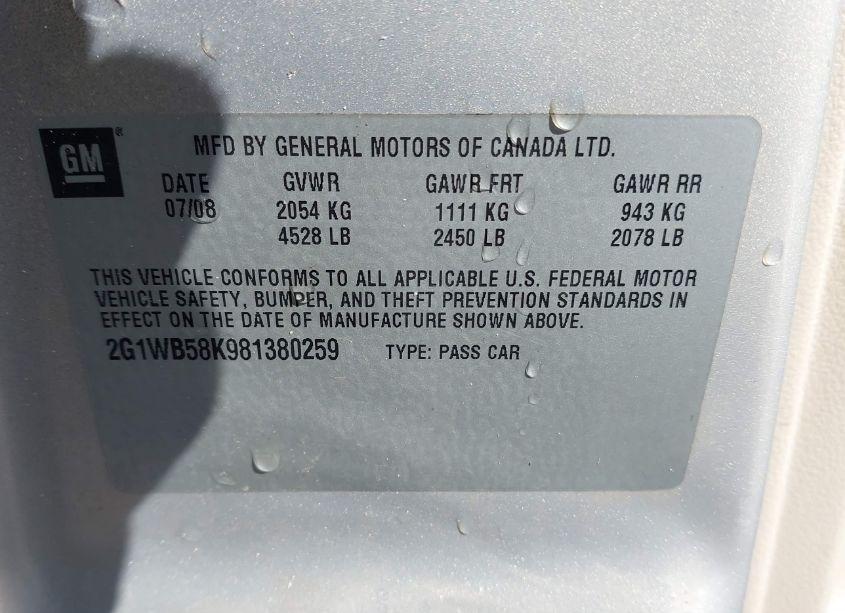 GM®
MFD BY GENERAL MOTORS OF CANADA LTD.
DATE GVWR GAWR FRT GAWR RR
07/08 2054 KG 1111 KG 943 KG
4528 LB 2450 LB 2078 LB
THIS VEHICLE CONFORMS TO ALL APPLICABLE U.S. FEDERAL MOTOR
VEHICLE SAFETY, BUMPER, AND THEFT PREVENTION STANDARDS IN
EFFECT ON THE DATE OF MANUFACTURE SHOWN ABOVE.
2G1WB58K981380259 TYPE: PASS CAR